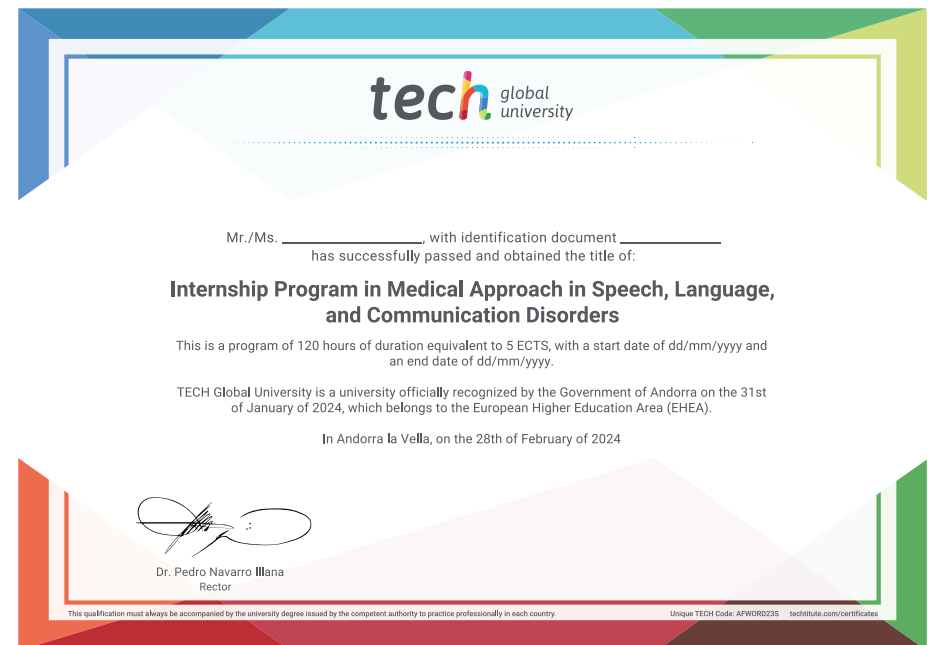 tech global university
Mr./Ms. ____________________, with identification document ______________
has successfully passed and obtained the title of:
Internship Program in Medical Approach in Speech, Language,
and Communication Disorders
This is a program of 120 hours of duration equivalent to 5 ECTS, with a start date of dd/mm/yyyy and
an end date of dd/mm/yyyy.
TECH Global University is a university officially recognized by the Government of Andorra on the 31st
of January of 2024, which belongs to the European Higher Education Area (EHEA).
In Andorra la Vella, on the 28th of February of 2024
Dr. Pedro Navarro Illana
Rector
This qualification must always be accompanied by the university degree issued by the competent authority to practice professionally in each country.
Unique TECH Code: AFWORD23S techtitute.com/certificates